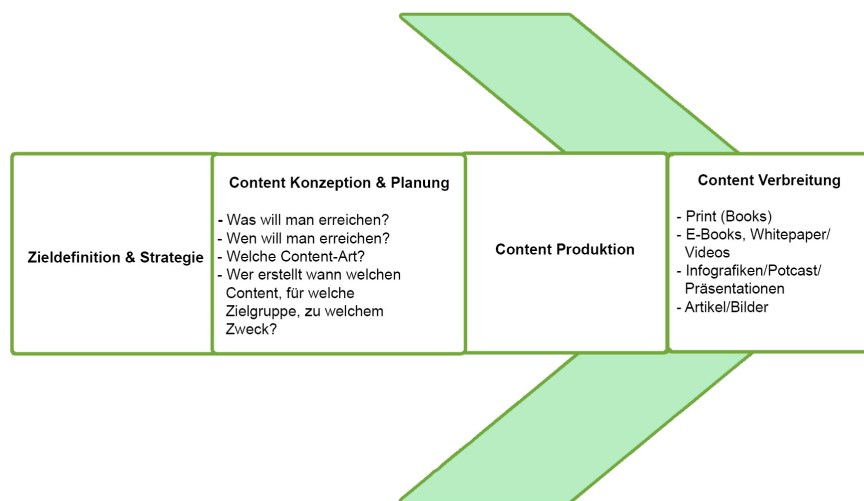 Zieldefinition & Strategie
Content Konzeption & Planung
- Was will man erreichen?
- Wen will man erreichen?
- Welche Content-Art?
- Wer erstellt wann welchen
Content, für welche
Zielgruppe, zu welchem
Zweck?
Content Produktion
Content Verbreitung
- Print (Books)
- E-Books, Whitepaper/
Videos
- Infografiken/Potcast/
Präsentationen
- Artikel/Bilder